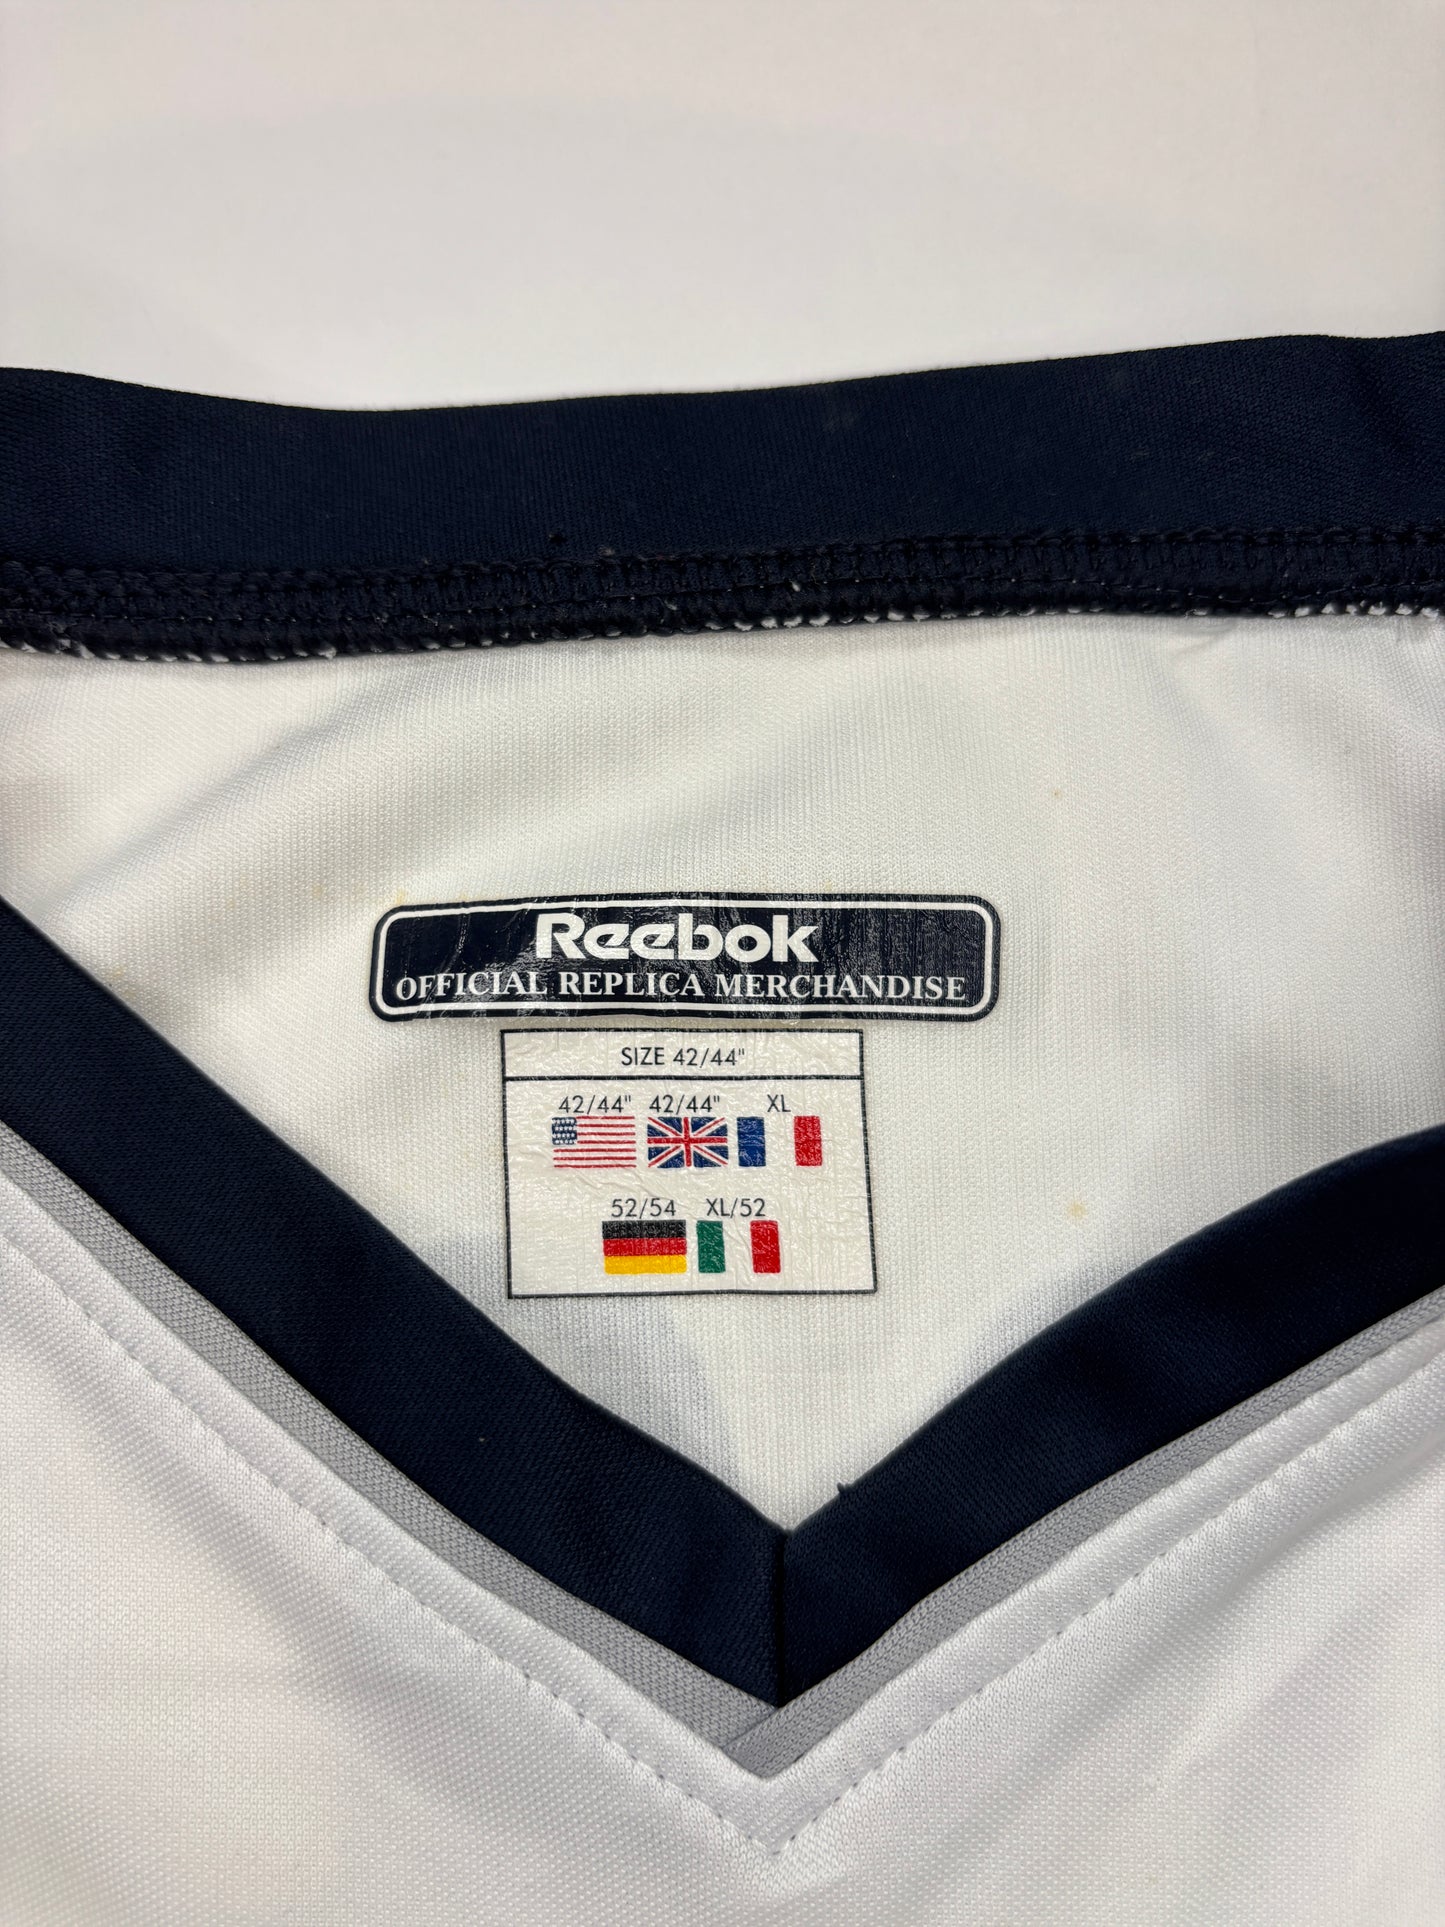 Reebok
OFFICIAL REPLICA MERCHANDISE
SIZE 42/44"
42/44" 42/44" XL
52/54 XL/52